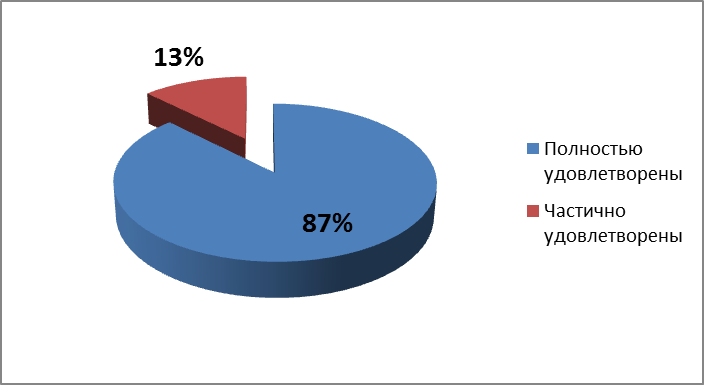 13%
87%
Полностью
удовлетворены
Частично
удовлетворены